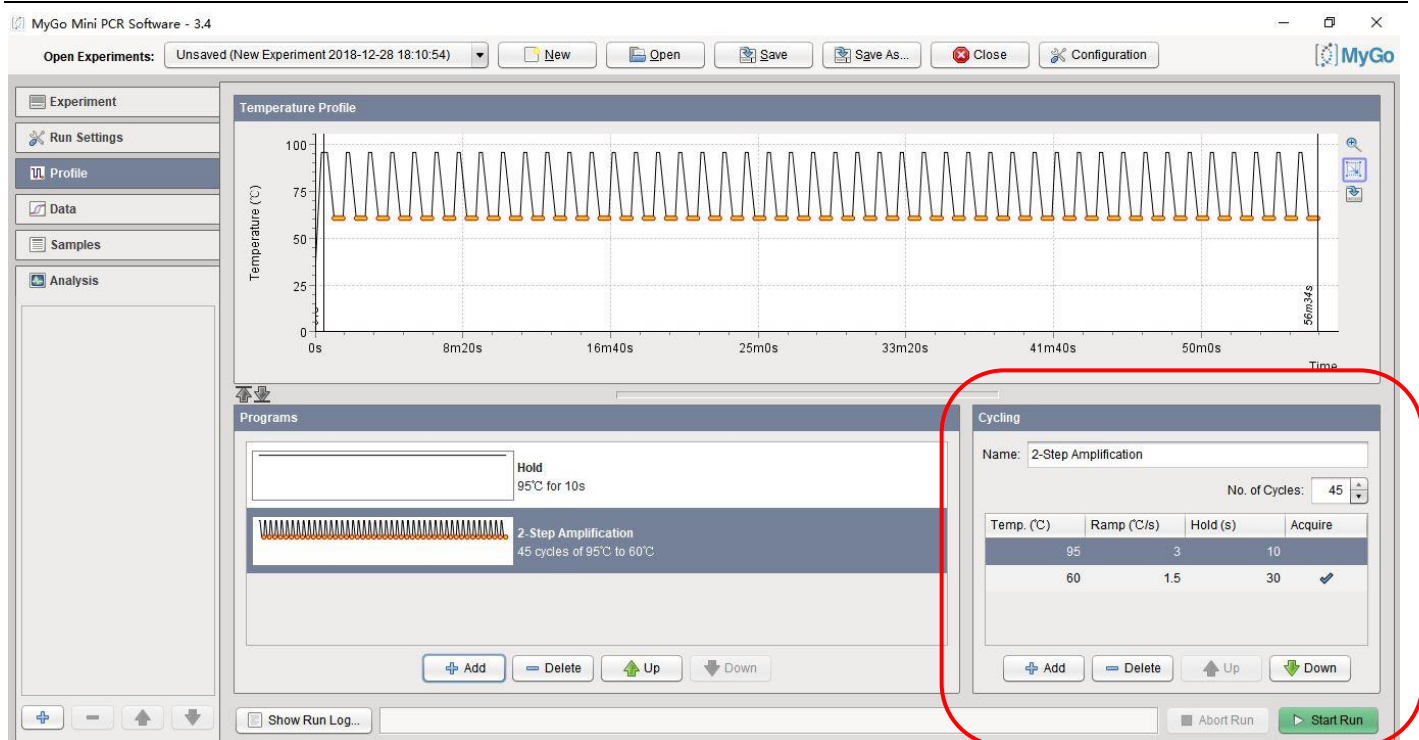 MyGo Mini PCR Software - 3.4
Open Experiments: Unsaved (New Experiment 2018-12-28 18:10:54) New Open Save Save As... Close Configuration MyGo
Experiment
Run Settings
Profile
Data
Samples
Analysis
Temperature Profile
Temperature (℃)
100
75
50
25
0
0s 8m20s 16m40s 25m0s 33m20s 41m40s 50m0s
56m34s
Time
Programs
Hold
95℃ for 10s
2-Step Amplification
45 cycles of 95℃ to 60℃
Add Delete Up Down
Cycling
Name: 2-Step Amplification
No. of Cycles: 45
Temp. (℃) Ramp (℃/s) Hold (s) Acquire
95 3 10
60 1.5 30
Add Delete Up Down
Show Run Log... Abort Run Start Run